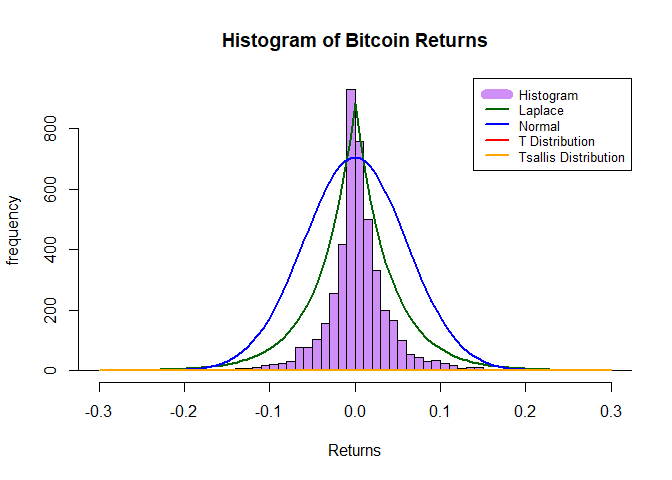 Histogram of Bitcoin Returns
Histogram
Laplace
Normal
T Distribution
Tsallis Distribution
frequency
800
600
400
200
0
-0.3 -0.2 -0.1 0.0 0.1 0.2 0.3
Returns